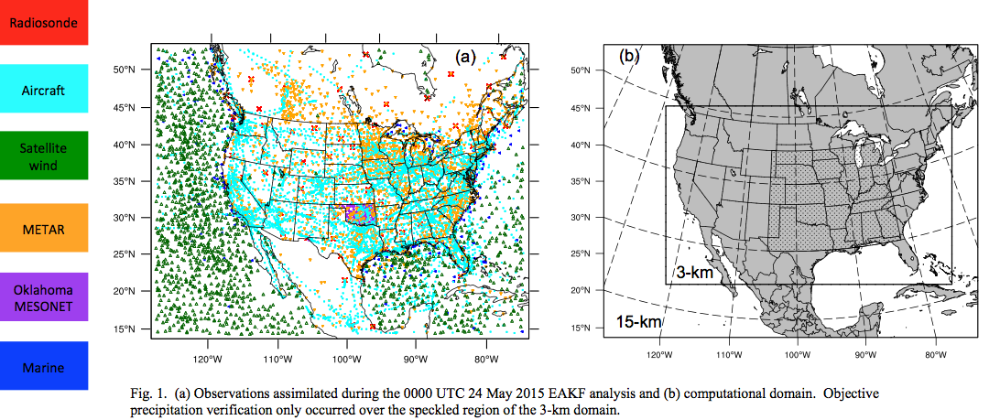 Radiosonde
Aircraft
Satellite
wind
METAR
Oklahoma
MESONET
Marine
(a)
50°N
45°N
40°N
35°N
30°N
25°N
20°N
15°N
120°W
110°W
100°W
90°W
80°W
(b)
50°N
45°N
40°N
35°N
30°N
25°N
20°N
15°N
3-km
15-km
120°W
110°W
100°W
90°W
80°W
Fig. 1. (a) Observations assimilated during the 0000 UTC 24 May 2015 EAKF analysis and (b) computational domain. Objective
precipitation verification only occurred over the speckled region of the 3-km domain.